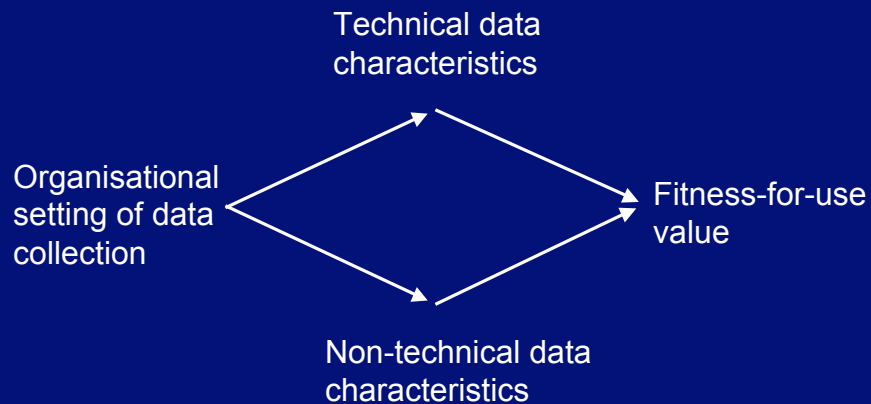 Technical data
characteristics
Organisational
setting of data
collection
Fitness-for-use
value
Non-technical data
characteristics